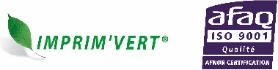 IMPRIM'VERT®
afaq
ISO 9001
Qualité
AFNOR CERTIFICATION